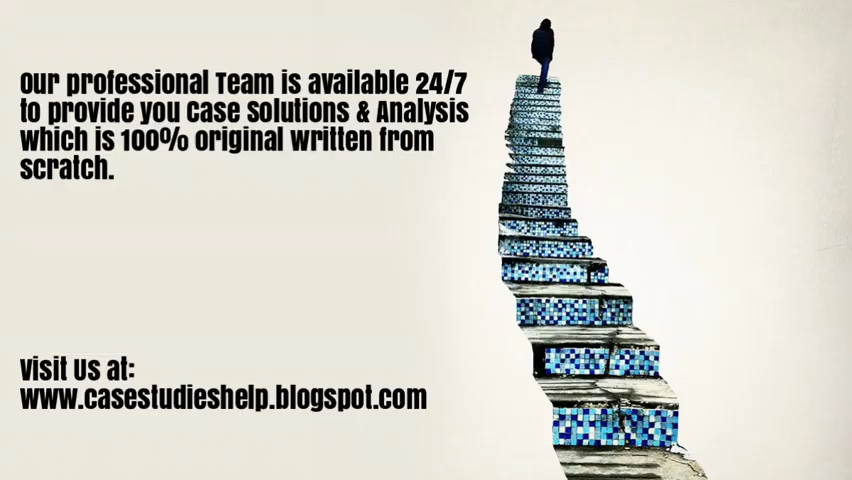 Our professional Team is available 24/7
to provide you Case Solutions & Analysis
which is 100% original written from
scratch.
Visit Us at:
www.casestudieshelp.blogspot.com